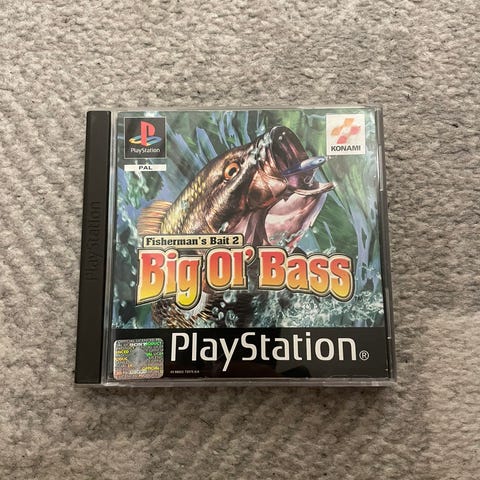 PlayStation
PlayStation
PAL
KONAMI
Fisherman's Bait 2
Big Ol' Bass
PlayStation®